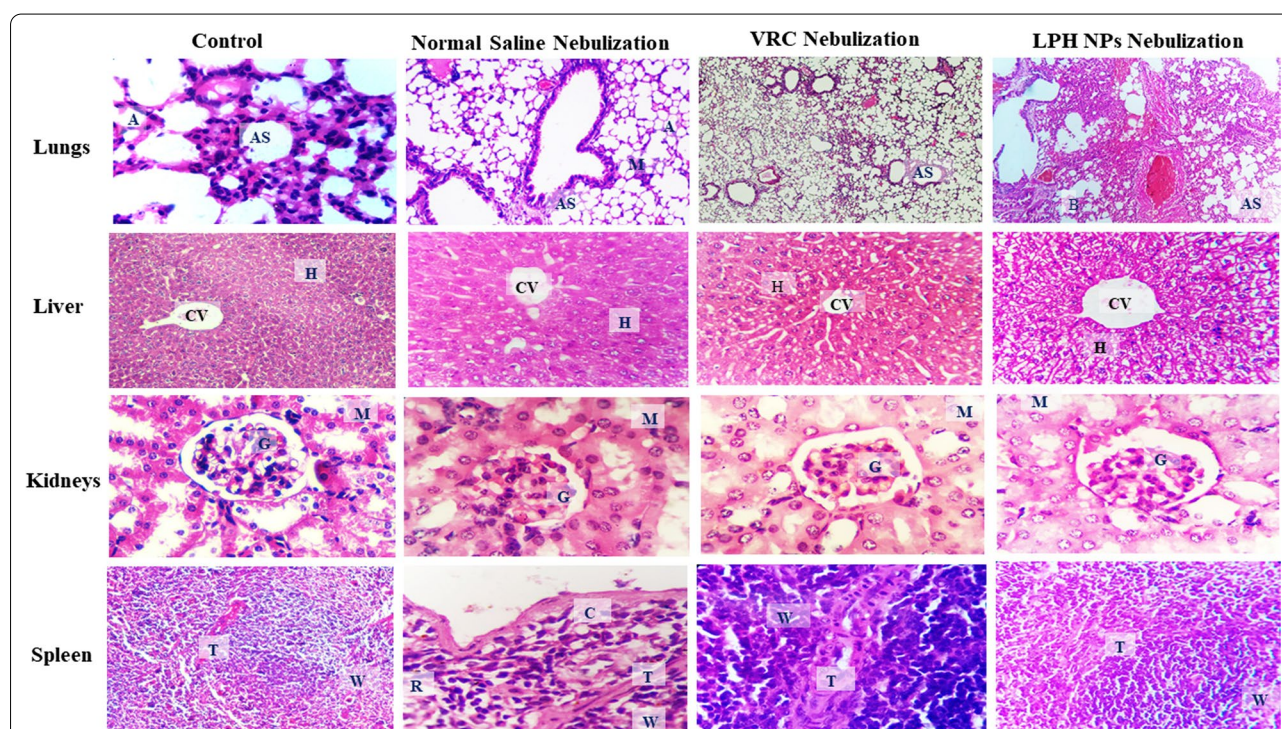 Control Normal Saline Nebulization VRC Nebulization LPH NPs Nebulization
Lungs
A AS
A M AS
AS
B AS
Liver
H CV
CV H
H CV
CV H
Kidneys
M G
M G
M G
M G
Spleen
T W
C R T W
W T
T W